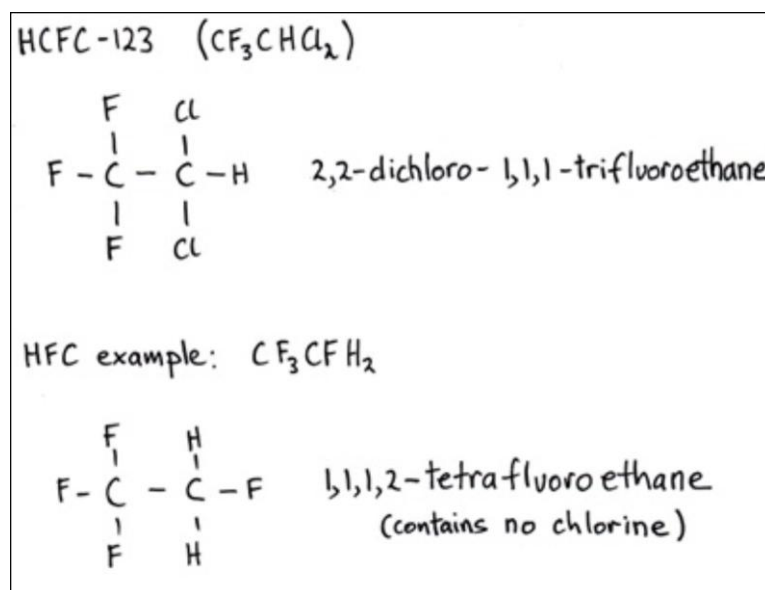 HCFC-123 (CF₃CHCl₂)
F Cl
F - C - C - H 2,2-dichloro- 1,1,1-trifluoroethane
F Cl
HFC example: CF₃CFH₂
F H
F - C - C - F 1,1,1,2-tetrafluoroethane
(contains no chlorine)
F H